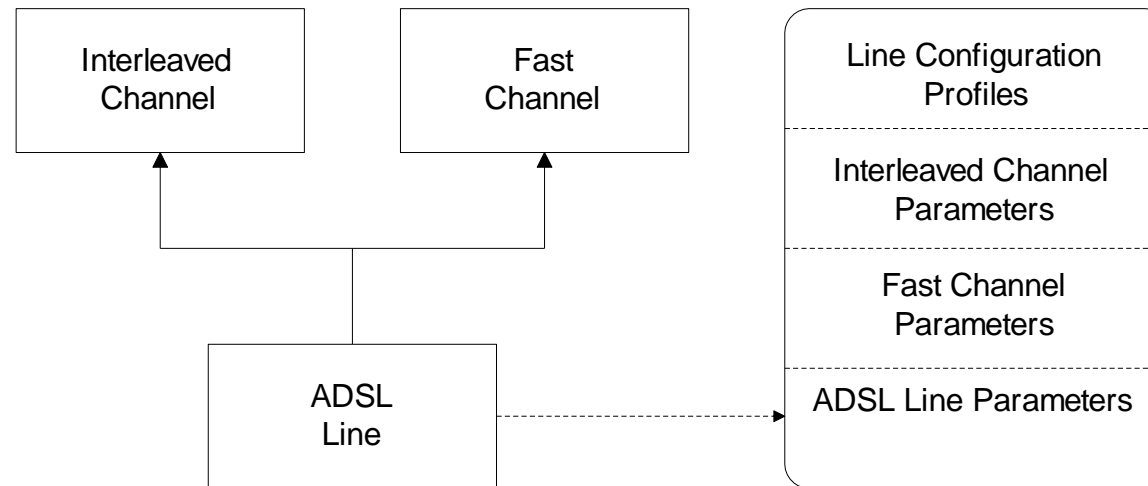 Interleaved
Channel
Fast
Channel
ADSL
Line
Line Configuration
Profiles
Interleaved Channel
Parameters
Fast Channel
Parameters
ADSL Line Parameters